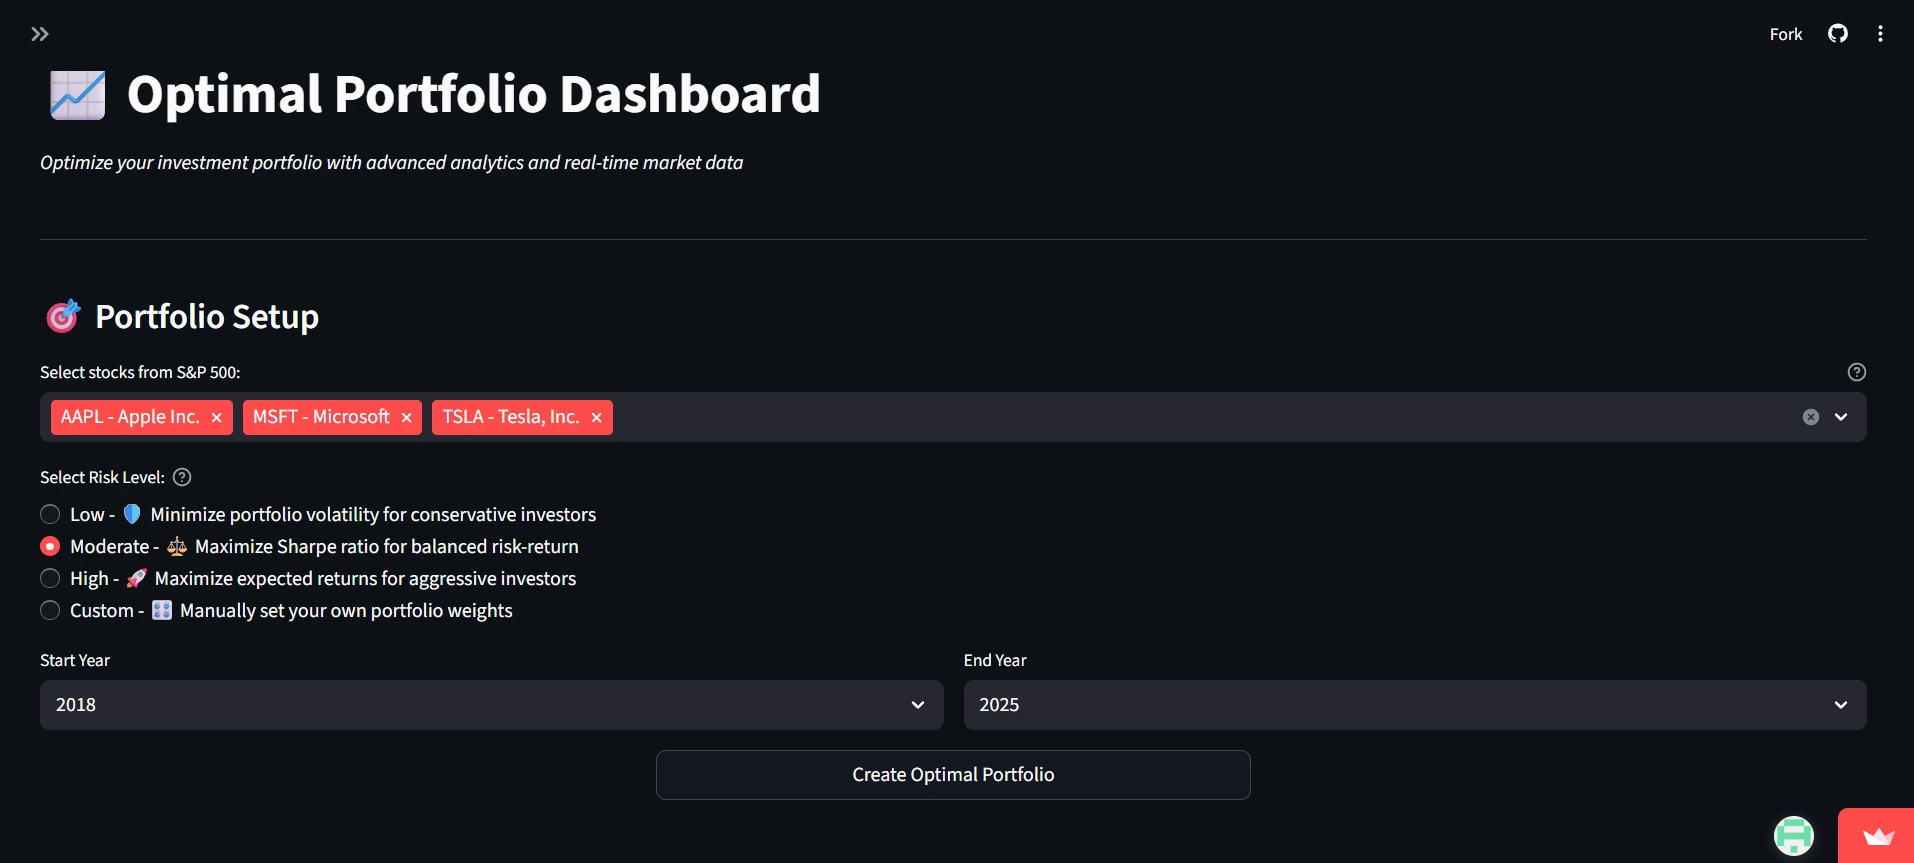 Fork
Optimal Portfolio Dashboard
Optimize your investment portfolio with advanced analytics and real-time market data
Portfolio Setup
Select stocks from S&P 500:
AAPL - Apple Inc. MSFT - Microsoft TSLA - Tesla, Inc.
Select Risk Level:
Low - Minimize portfolio volatility for conservative investors
Moderate - Maximize Sharpe ratio for balanced risk-return
High - Maximize expected returns for aggressive investors
Custom - Manually set your own portfolio weights
Start Year End Year
2018 2025
Create Optimal Portfolio